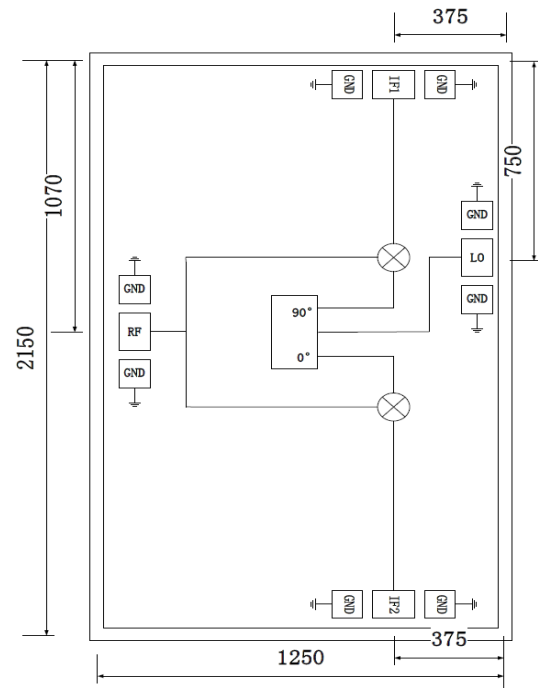 375
GND IF1 GND
1070
750
GND
LO
GND
GND
RF
GND
90°
0°
2150
GND IF2 GND
375
1250